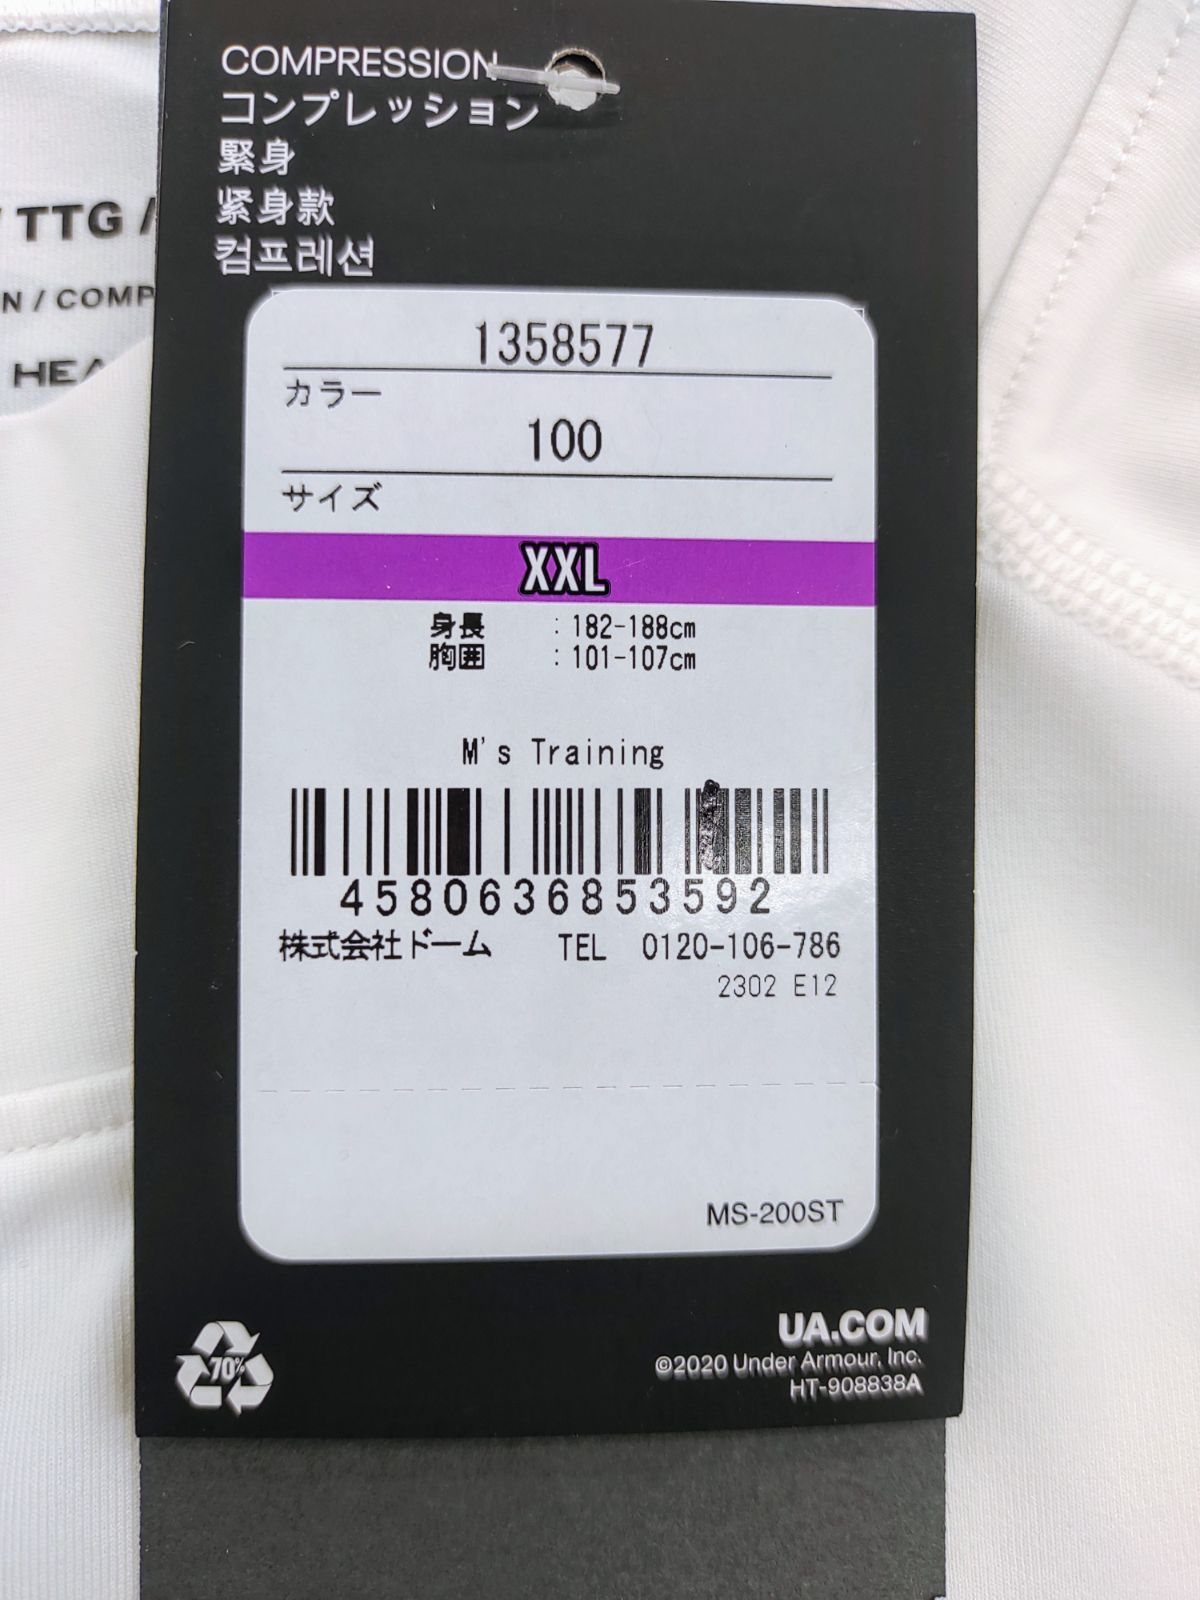 COMPRESSION
コンプレッション
緊身
紧身款
컴프레션
TTG /
N / COMP
HEA
1358577
カラー
100
サイズ
XXL
身長 : 182-188cm
胸囲 : 101-107cm
M's Training
4580636853592
株式会社ドーム TEL 0120-106-786
2302 E12
MS-200ST
70%
UA.COM
©2020 Under Armour, Inc.
HT-908838A